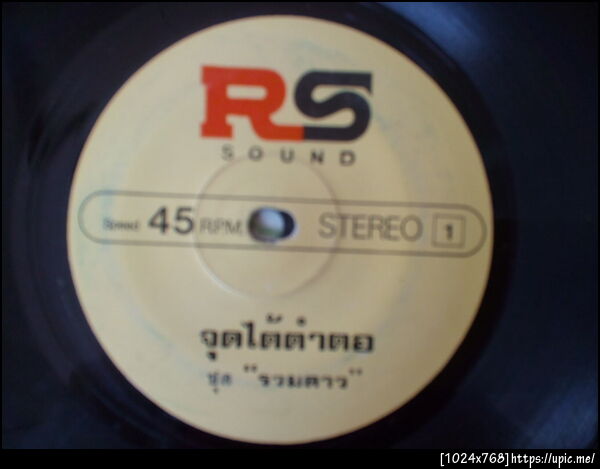 RS
SOUND
Speed 45 RPM. STEREO 1
จุดไต้ตำตอ
ชุด "รวมดาว"
[1024x768]https://upic.me/